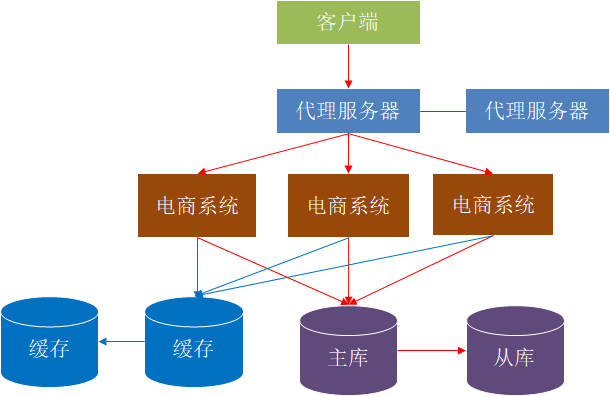 客户端
代理服务器
代理服务器
电商系统
电商系统
电商系统
缓存
缓存
主库
从库